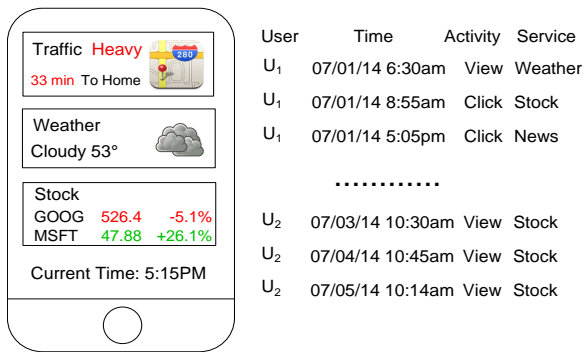 Traffic Heavy
280
33 min To Home
Weather
Cloudy 53°
Stock
GOOG 526.4 -5.1%
MSFT 47.88 +26.1%
Current Time: 5:15PM
User Time Activity Service
U₁ 07/01/14 6:30am View Weather
U₁ 07/01/14 8:55am Click Stock
U₁ 07/01/14 5:05pm Click News
............
U₂ 07/03/14 10:30am View Stock
U₂ 07/04/14 10:45am View Stock
U₂ 07/05/14 10:14am View Stock